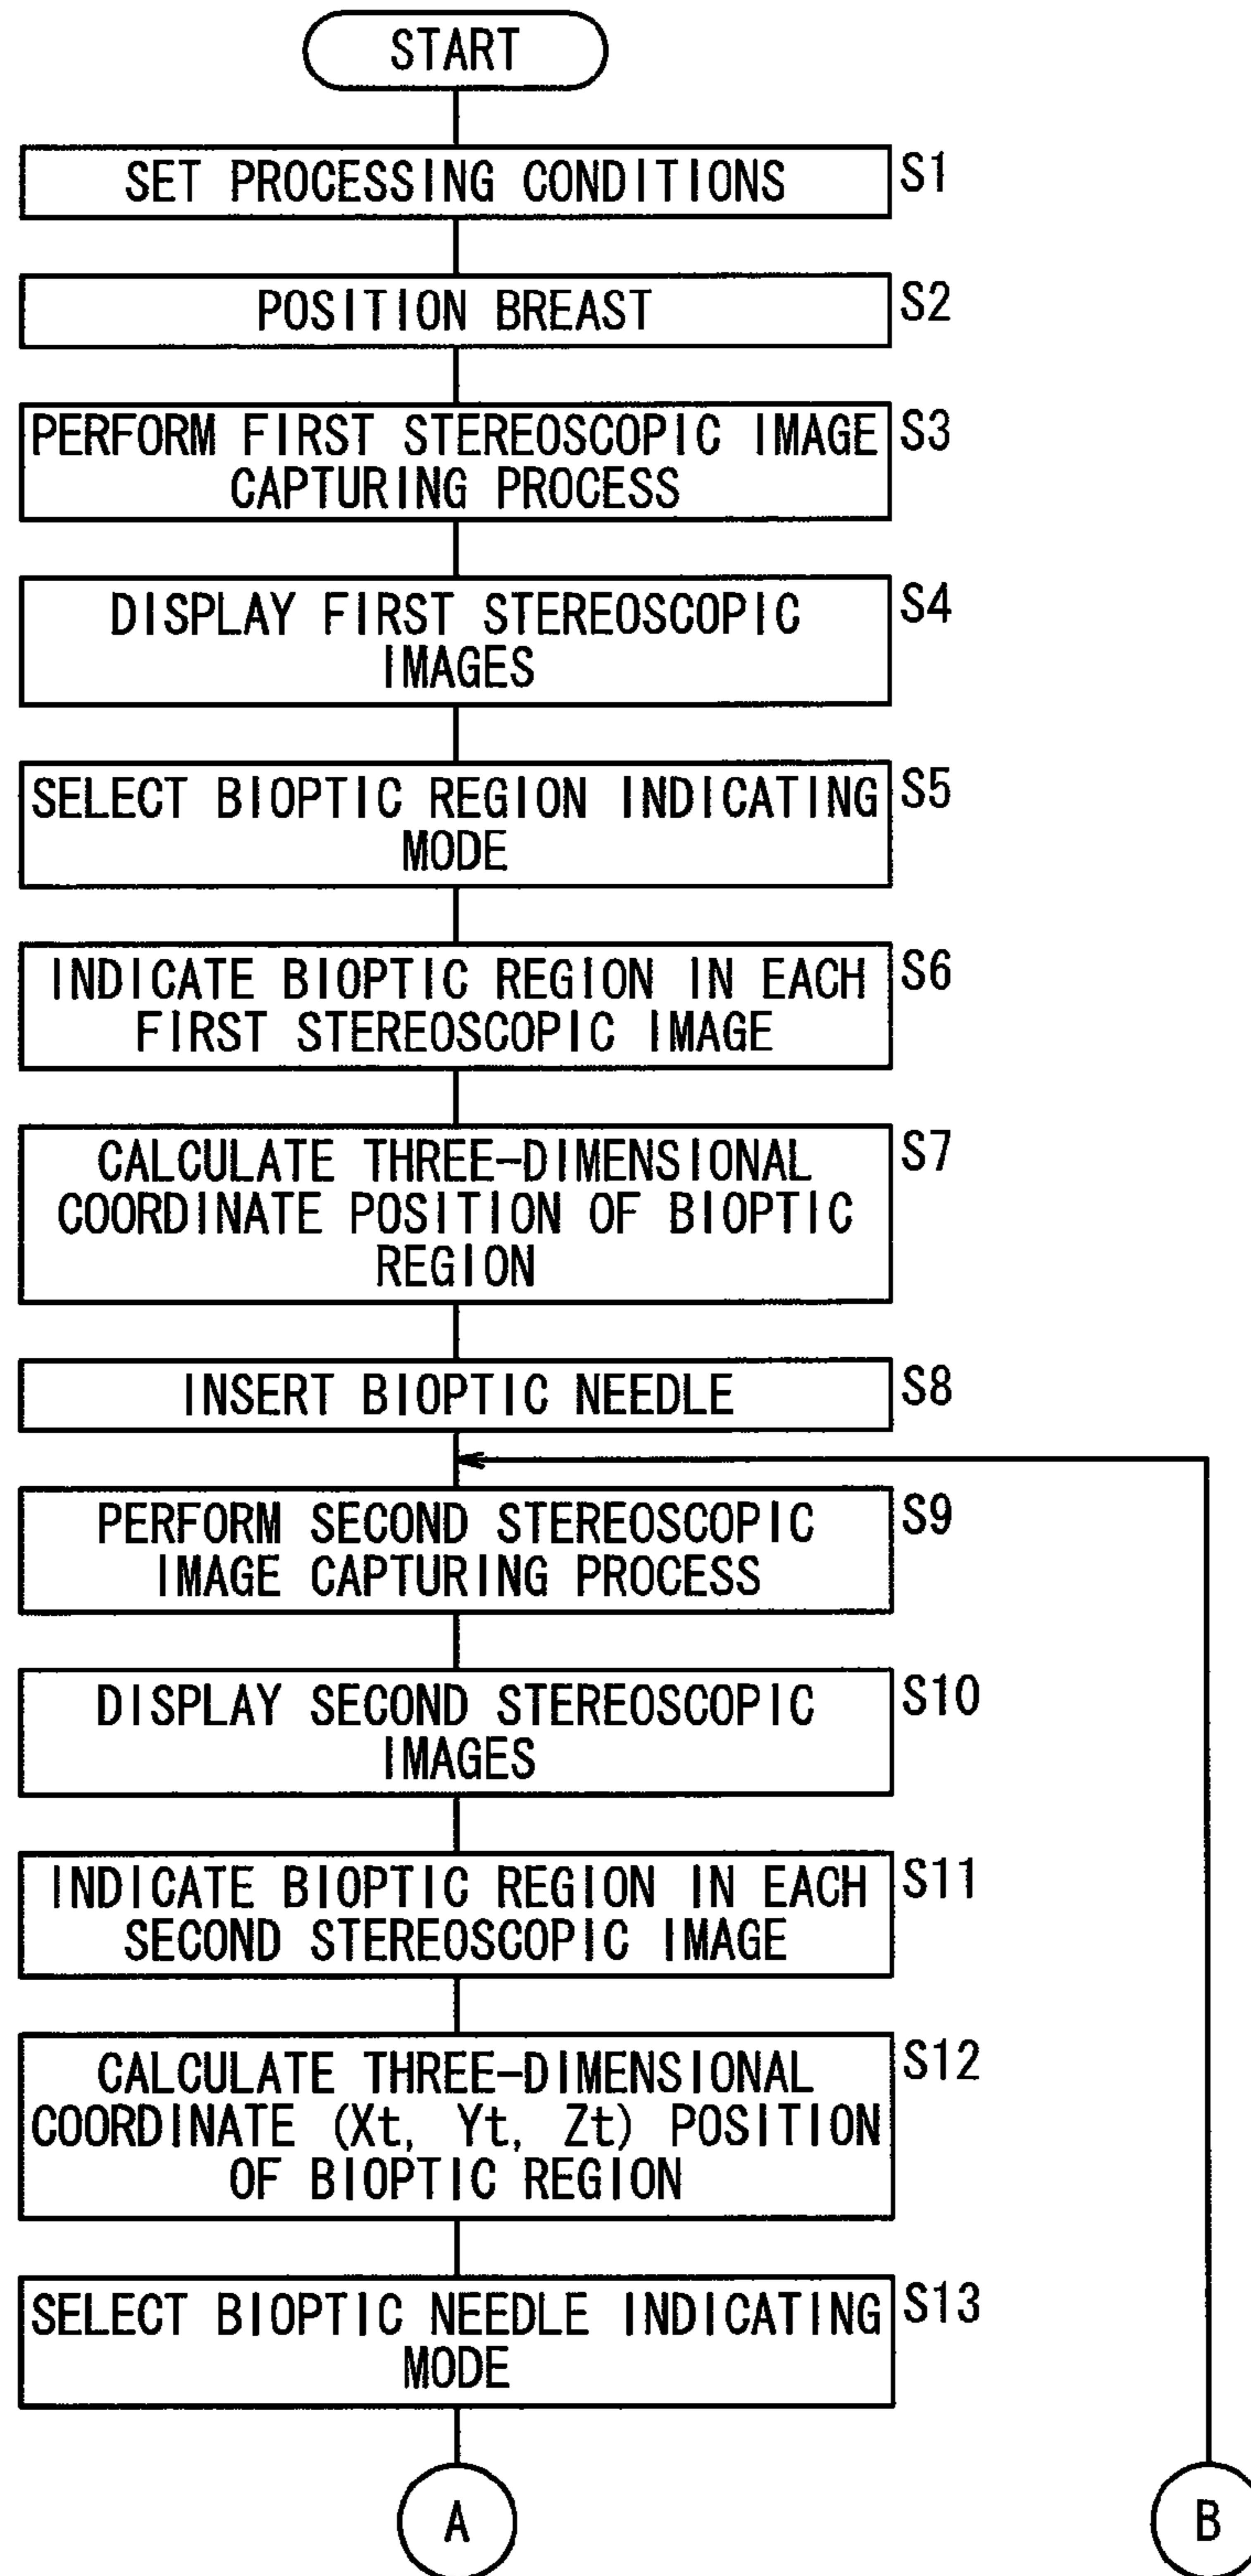 START
SET PROCESSING CONDITIONS
S1
POSITION BREAST
S2
PERFORM FIRST STEREOSCOPIC IMAGE
CAPTURING PROCESS
S3
DISPLAY FIRST STEREOSCOPIC
IMAGES
S4
SELECT BIOPTIC REGION INDICATING
MODE
S5
INDICATE BIOPTIC REGION IN EACH
FIRST STEREOSCOPIC IMAGE
S6
CALCULATE THREE-DIMENSIONAL
COORDINATE POSITION OF BIOPTIC
REGION
S7
INSERT BIOPTIC NEEDLE
S8
PERFORM SECOND STEREOSCOPIC
IMAGE CAPTURING PROCESS
S9
DISPLAY SECOND STEREOSCOPIC
IMAGES
S10
INDICATE BIOPTIC REGION IN EACH
SECOND STEREOSCOPIC IMAGE
S11
CALCULATE THREE-DIMENSIONAL
COORDINATE (Xt, Yt, Zt) POSITION
OF BIOPTIC REGION
S12
SELECT BIOPTIC NEEDLE INDICATING
MODE
S13
A
B